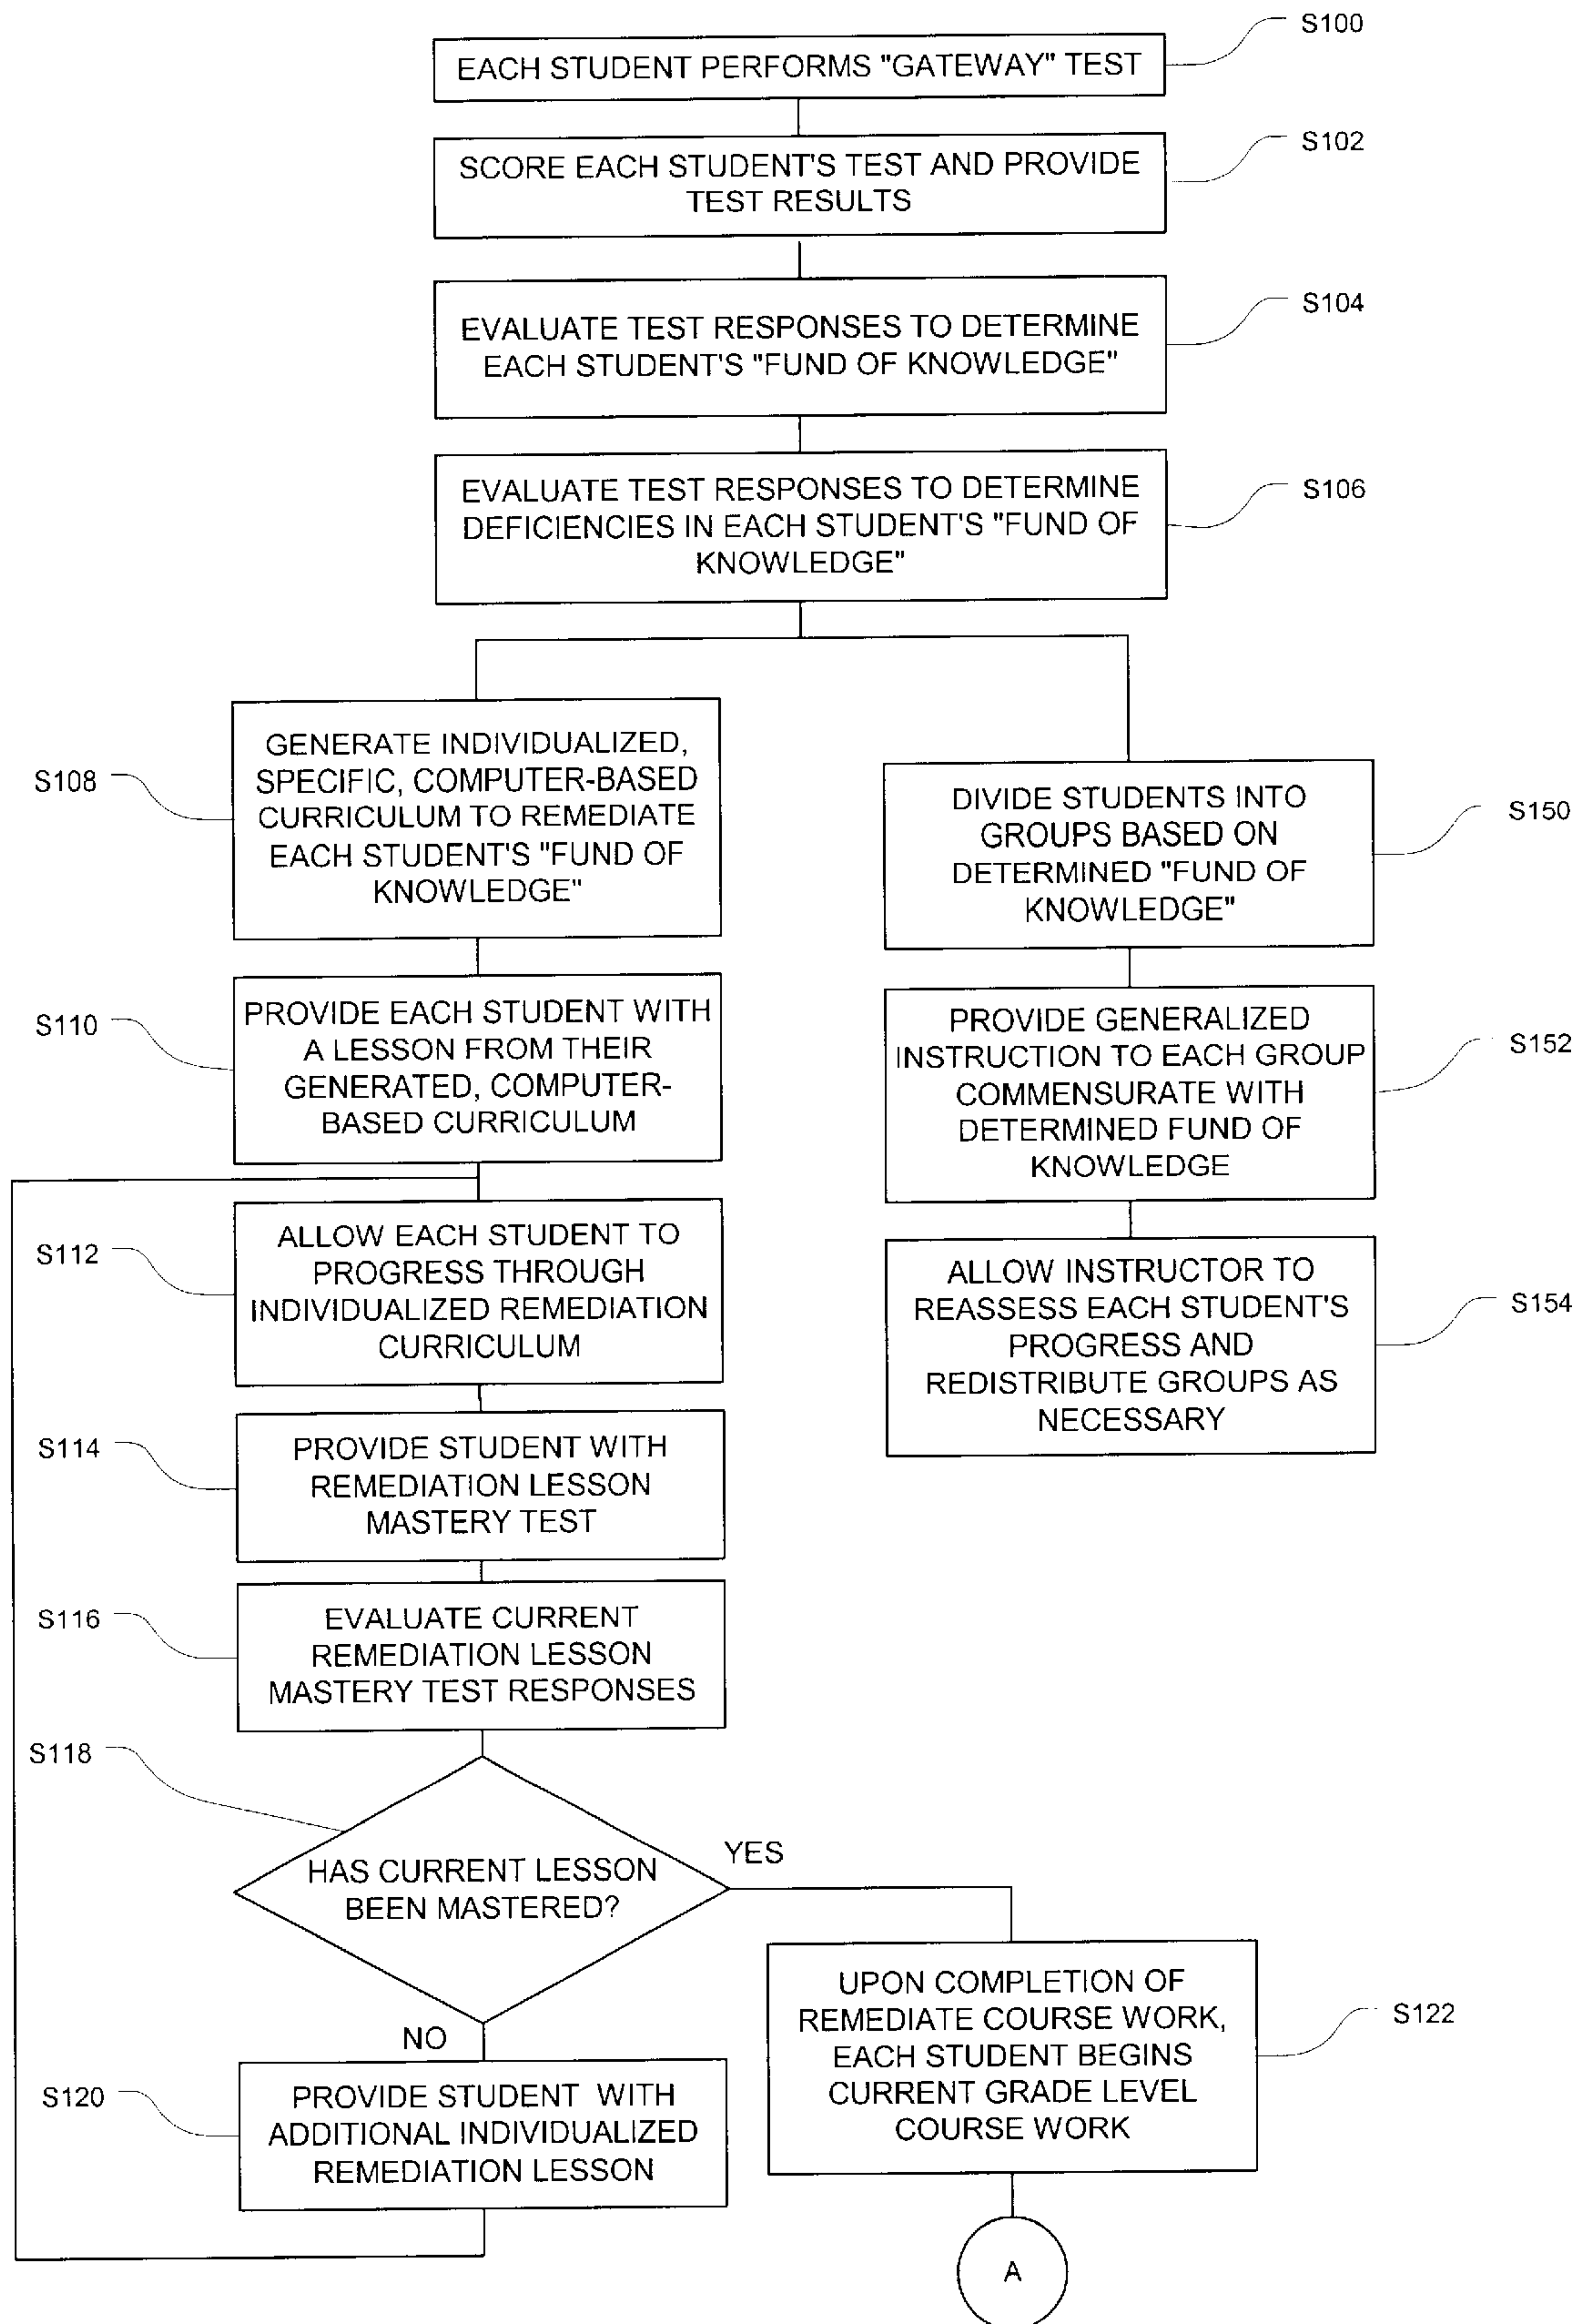 S100
EACH STUDENT PERFORMS "GATEWAY" TEST
S102
SCORE EACH STUDENT'S TEST AND PROVIDE
TEST RESULTS
S104
EVALUATE TEST RESPONSES TO DETERMINE
EACH STUDENT'S "FUND OF KNOWLEDGE"
S106
EVALUATE TEST RESPONSES TO DETERMINE
DEFICIENCIES IN EACH STUDENT'S "FUND OF
KNOWLEDGE"
S108
GENERATE INDIVIDUALIZED,
SPECIFIC, COMPUTER-BASED
CURRICULUM TO REMEDIATE
EACH STUDENT'S "FUND OF
KNOWLEDGE"
S150
DIVIDE STUDENTS INTO
GROUPS BASED ON
DETERMINED "FUND OF
KNOWLEDGE"
S110
PROVIDE EACH STUDENT WITH
A LESSON FROM THEIR
GENERATED, COMPUTER-
BASED CURRICULUM
S152
PROVIDE GENERALIZED
INSTRUCTION TO EACH GROUP
COMMENSURATE WITH
DETERMINED FUND OF
KNOWLEDGE
S112
ALLOW EACH STUDENT TO
PROGRESS THROUGH
INDIVIDUALIZED REMEDIATION
CURRICULUM
S154
ALLOW INSTRUCTOR TO
REASSESS EACH STUDENT'S
PROGRESS AND
REDISTRIBUTE GROUPS AS
NECESSARY
S114
PROVIDE STUDENT WITH
REMEDIATION LESSON
MASTERY TEST
S116
EVALUATE CURRENT
REMEDIATION LESSON
MASTERY TEST RESPONSES
S118
HAS CURRENT LESSON
BEEN MASTERED?
YES
NO
S122
UPON COMPLETION OF
REMEDIATE COURSE WORK,
EACH STUDENT BEGINS
CURRENT GRADE LEVEL
COURSE WORK
S120
PROVIDE STUDENT WITH
ADDITIONAL INDIVIDUALIZED
REMEDIATION LESSON
A